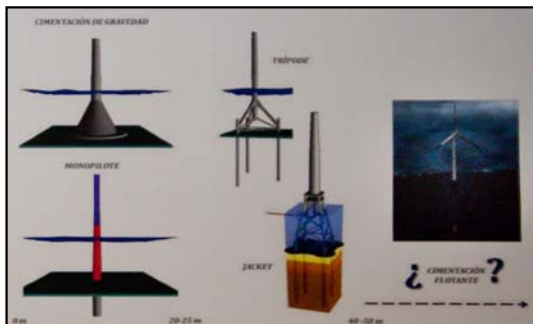 CIMENTACIÓN DE GRAVEDAD
TRÍPODE
MONOPILOTE
JACKET
¿ CIMENTACIÓN FLOTANTE ?
0 m
20-25 m
40-50 m